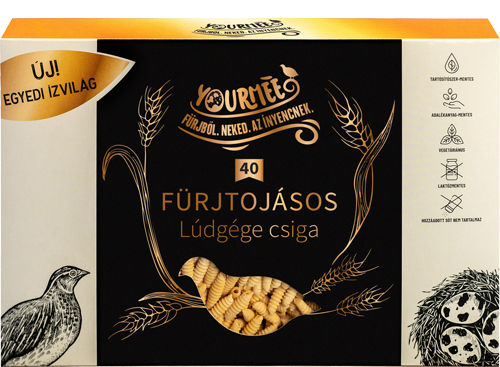 ÚJ!
EGYEDI ÍZVILÁG
YOURMÉE
FÜRJBŐL. NEKED. AZ ÍNYENCNEK.
40
FÜRJTOJÁSOS
Lúdgége csiga
TARTÓSÍTÓSZER-MENTES
ADALÉKANYAG-MENTES
VEGETÁRIÁNUS
LAKTÓZMENTES
HOZZÁADOTT SÓT NEM TARTALMAZ